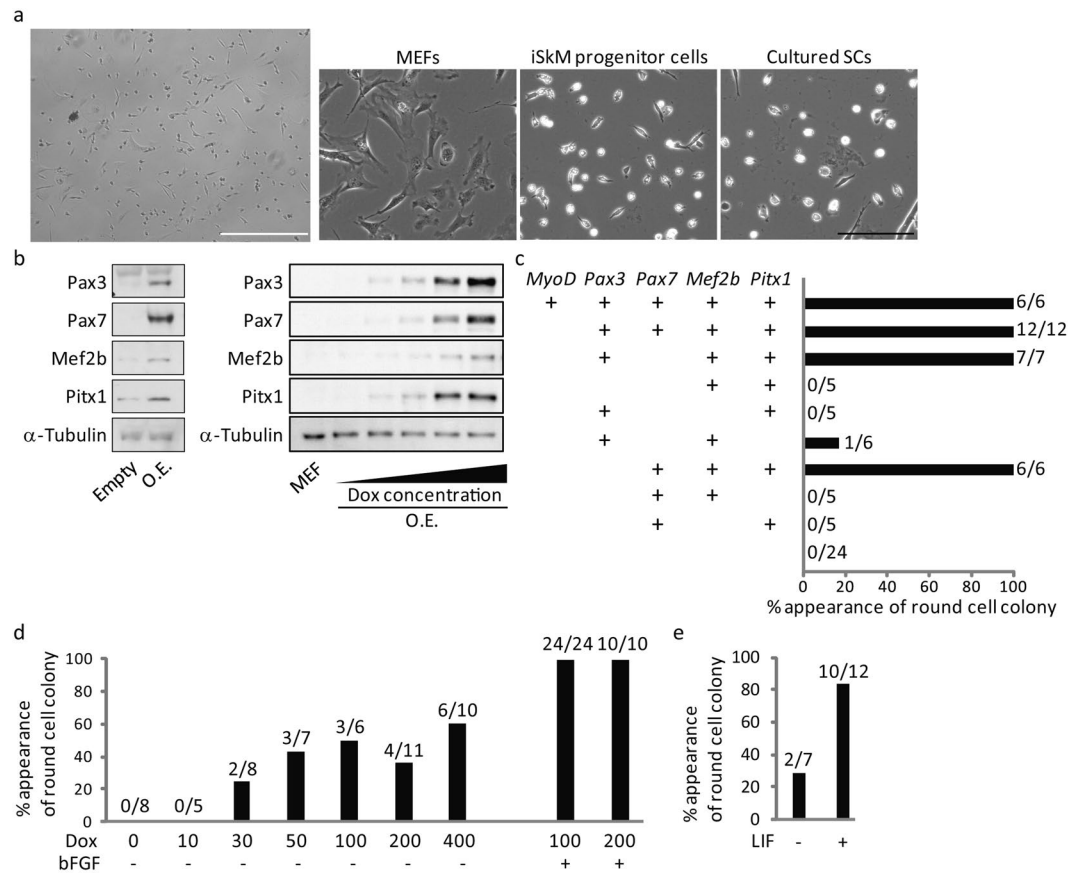 a
MEFs iSkM progenitor cells Cultured SCs
b
Pax3
Pax7
Mef2b
Pitx1
α-Tubulin
Empty O.E.
Pax3
Pax7
Mef2b
Pitx1
α-Tubulin
MEF
Dox concentration
O.E.
c
MyoD Pax3 Pax7 Mef2b Pitx1
+ + + + + 6/6
+ + + + 12/12
+ + + 7/7
+ + 0/5
+ + 0/5
+ + 1/6
+ + + 6/6
+ + 0/5
+ + 0/5
0/24
0 20 40 60 80 100
% appearance of round cell colony
d
% appearance
of round cell colony
100
80
60
40
20
0
0/8 0/5 2/8 3/7 3/6 4/11 6/10 24/24 10/10
Dox 0 10 30 50 100 200 400 100 200
bFGF - - - - - - - + +
e
% appearance
of round cell colony
100
80
60
40
20
0
2/7 10/12
LIF - +